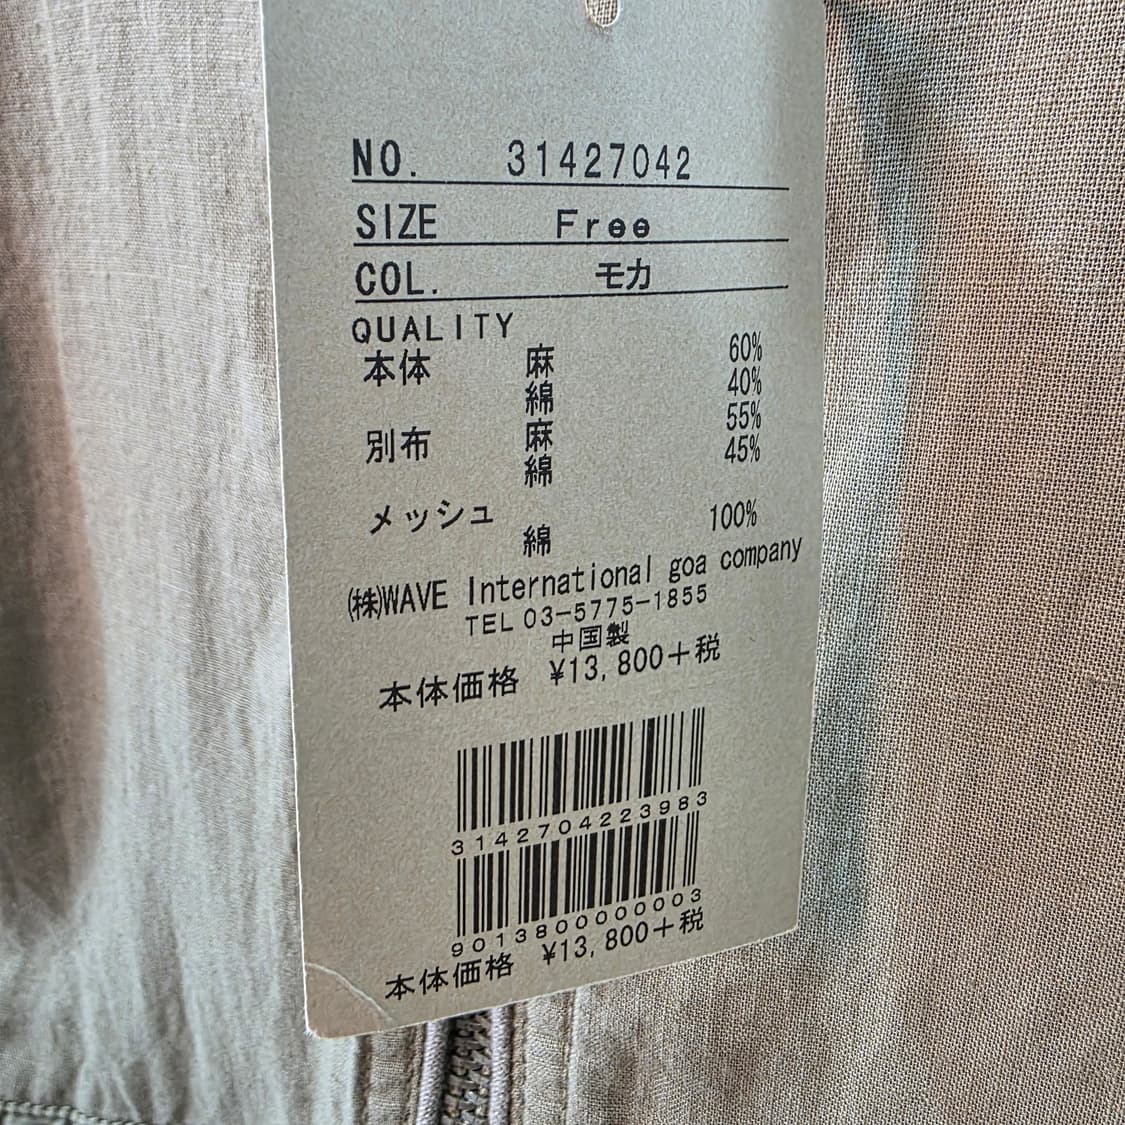 NO. 31427042
SIZE Free
COL. モカ
QUALITY
本体 麻 60%
綿 40%
別布 麻 55%
綿 45%
メッシュ
綿 100%
㈱WAVE International goa company
TEL 03-5775-1855
中国製
本体価格 ¥13,800+税
3142704223983
9013800000003
本体価格 ¥13,800+税